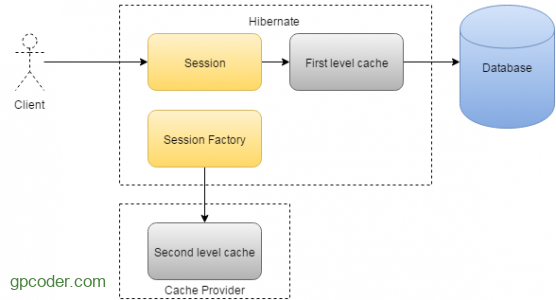 Hibernate
Client
Session
First level cache
Database
Session Factory
Second level cache
Cache Provider
gpcoder.com